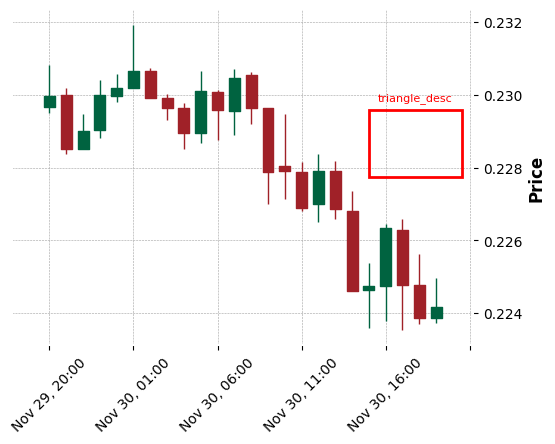 0.232
triangle_desc
0.230
0.228
Price
0.226
0.224
Nov 29, 20:00
Nov 30, 01:00
Nov 30, 06:00
Nov 30, 11:00
Nov 30, 16:00